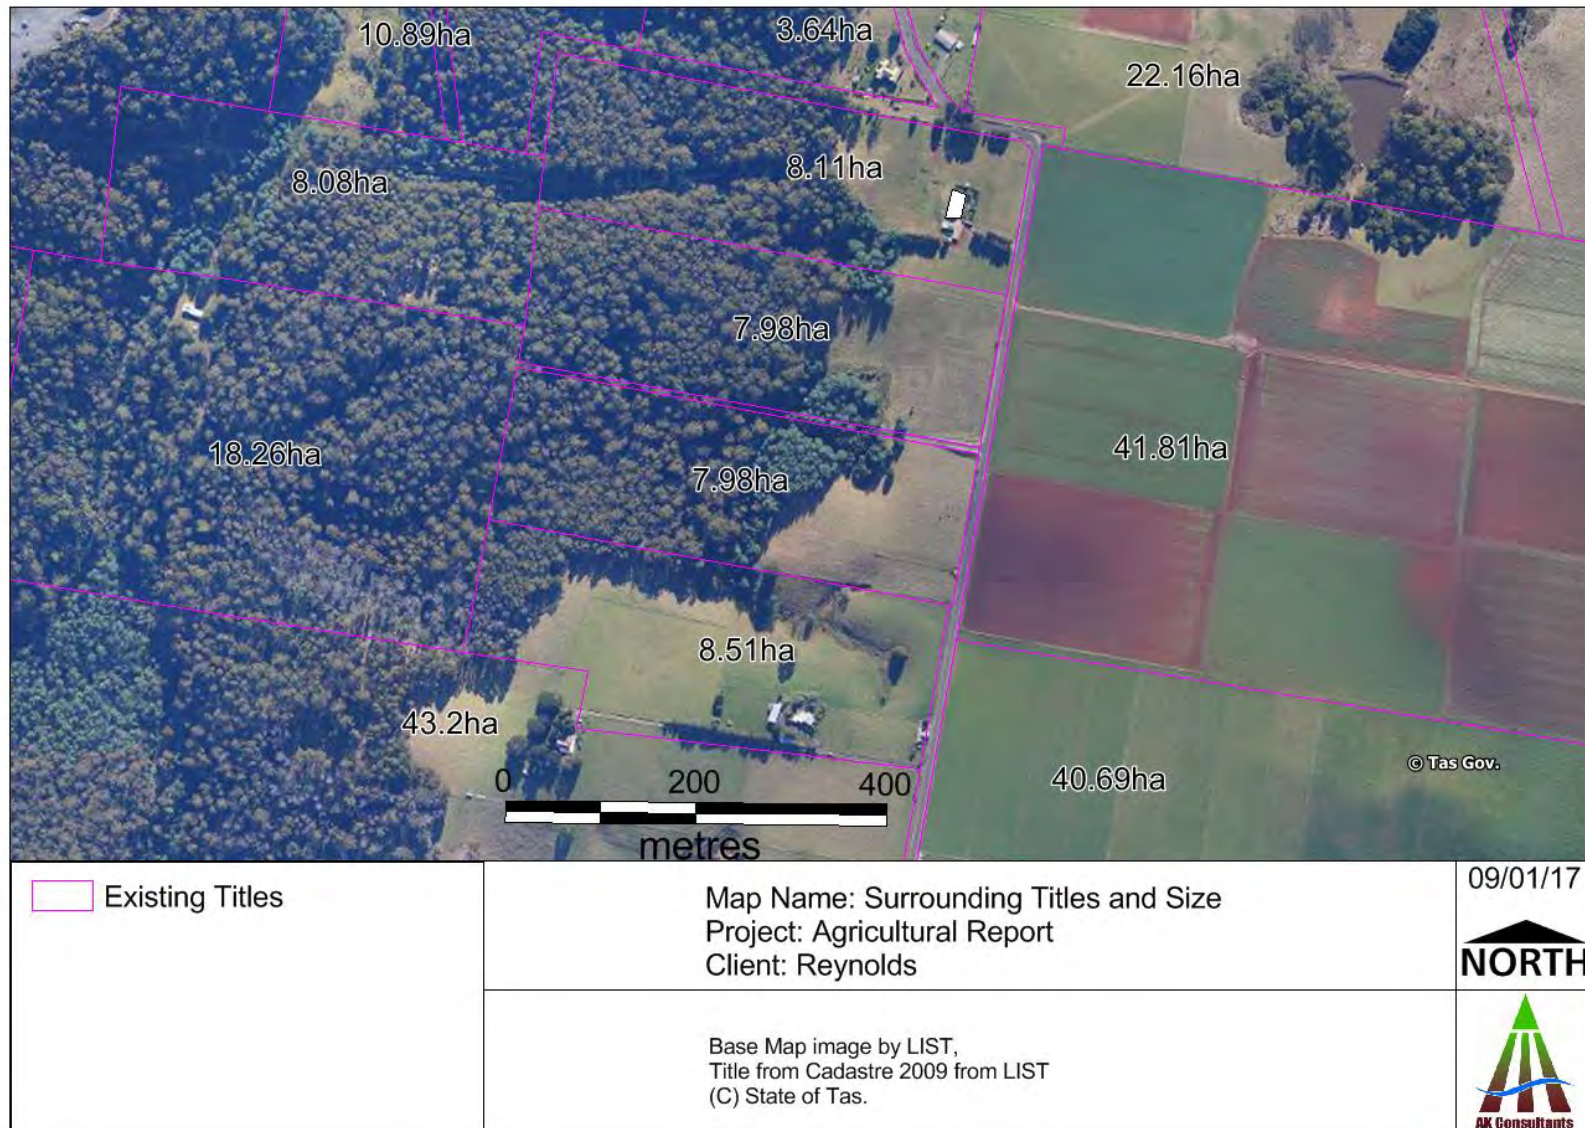 10.89ha
3.64ha
22.16ha
8.08ha
8.11ha
7.98ha
18.26ha
7.98ha
41.81ha
8.51ha
43.2ha
40.69ha
© Tas Gov.
0 200 400
metres
Existing Titles
Map Name: Surrounding Titles and Size
Project: Agricultural Report
Client: Reynolds
09/01/17
NORTH
Base Map image by LIST,
Title from Cadastre 2009 from LIST
(C) State of Tas.
AK Consultants